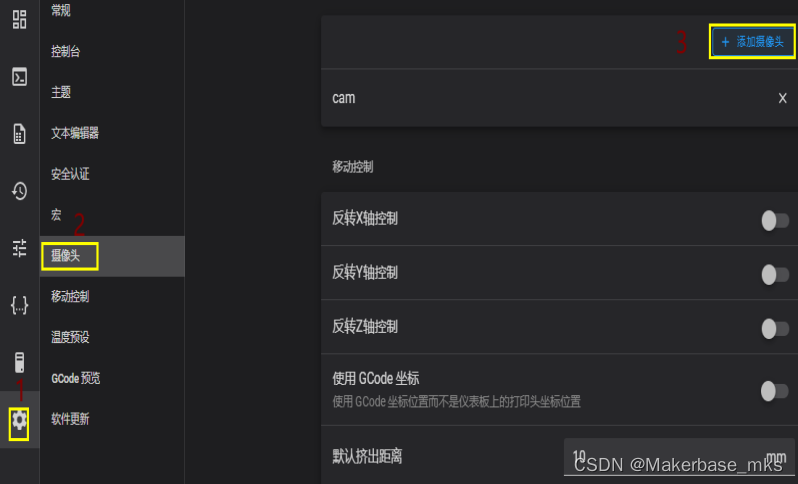 常规
控制台
主题
文本编辑器
安全认证
宏
2
摄像头
移动控制
温度预设
GCode 预览
1
软件更新
3
+ 添加摄像头
cam
X
移动控制
反转X轴控制
反转Y轴控制
反转Z轴控制
使用 GCode 坐标
使用 GCode 坐标位置而不是仪表板上的打印头坐标位置
默认挤出距离
10 mm
CSDN @Makerbase_mks